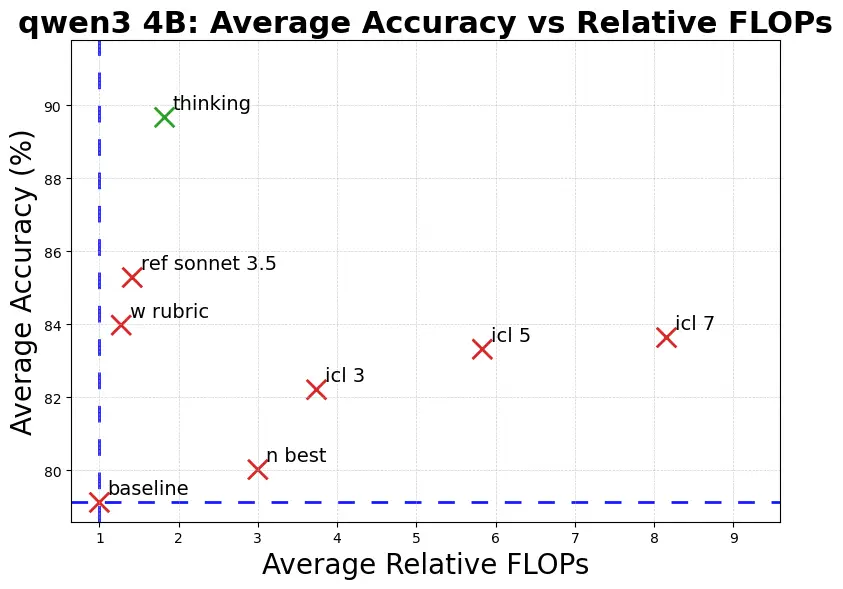 qwen3 4B: Average Accuracy vs Relative FLOPs
Average Accuracy (%)
90
88
86
84
82
80
thinking
ref sonnet 3.5
w rubric
icl 7
icl 5
icl 3
n best
baseline
1 2 3 4 5 6 7 8 9
Average Relative FLOPs